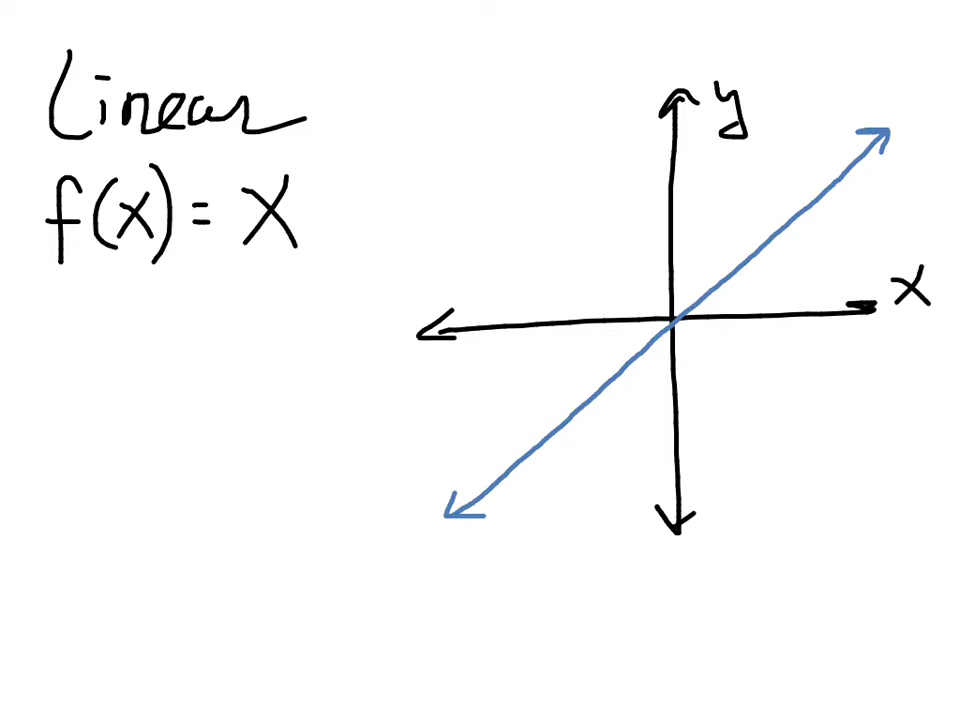 Linear
f(x) = x
y
x